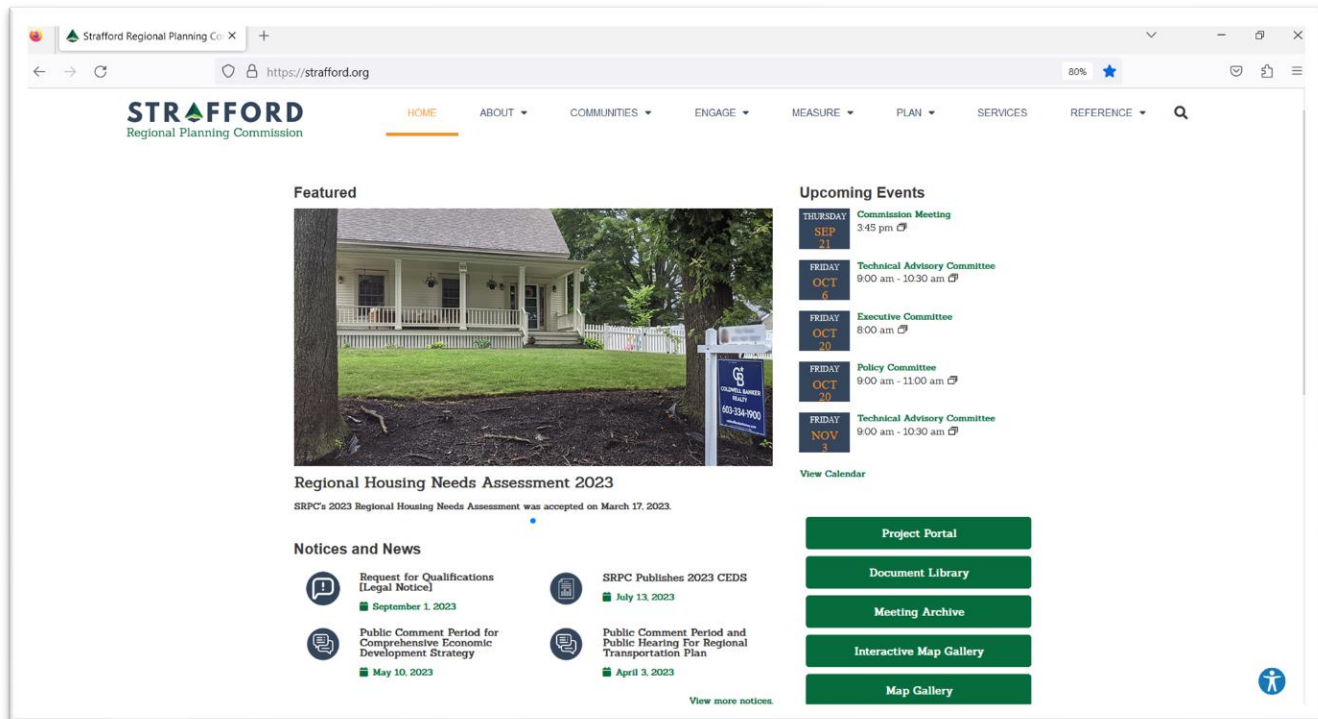 Strafford Regional Planning Co
https://strafford.org
80%
STRAFFORD
Regional Planning Commission
HOME
ABOUT
COMMUNITIES
ENGAGE
MEASURE
PLAN
SERVICES
REFERENCE
Featured
COLDWELL BANKER
REALTY
603-334-1900
Regional Housing Needs Assessment 2023
SRPC's 2023 Regional Housing Needs Assessment was accepted on March 17, 2023.
Notices and News
Request for Qualifications
[Legal Notice]
September 1, 2023
SRPC Publishes 2023 CEDS
July 13, 2023
Public Comment Period for
Comprehensive Economic
Development Strategy
May 10, 2023
Public Comment Period and
Public Hearing For Regional
Transportation Plan
April 3, 2023
View more notices.
Upcoming Events
THURSDAY
SEP
21
Commission Meeting
3:45 pm
FRIDAY
OCT
6
Technical Advisory Committee
9:00 am - 10:30 am
FRIDAY
OCT
20
Executive Committee
8:00 am
FRIDAY
OCT
20
Policy Committee
9:00 am - 11:00 am
FRIDAY
NOV
3
Technical Advisory Committee
9:00 am - 10:30 am
View Calendar
Project Portal
Document Library
Meeting Archive
Interactive Map Gallery
Map Gallery